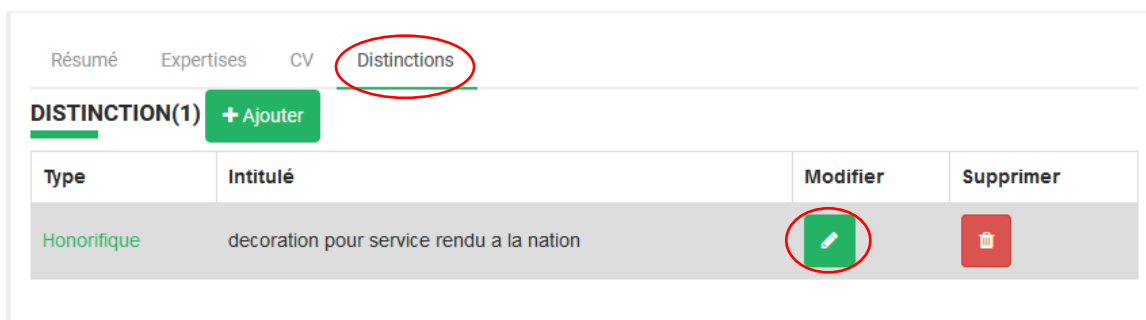 Résumé Expertises CV Distinctions
DISTINCTION(1) + Ajouter
Type Intitulé Modifier Supprimer
Honorifique decoration pour service rendu a la nation